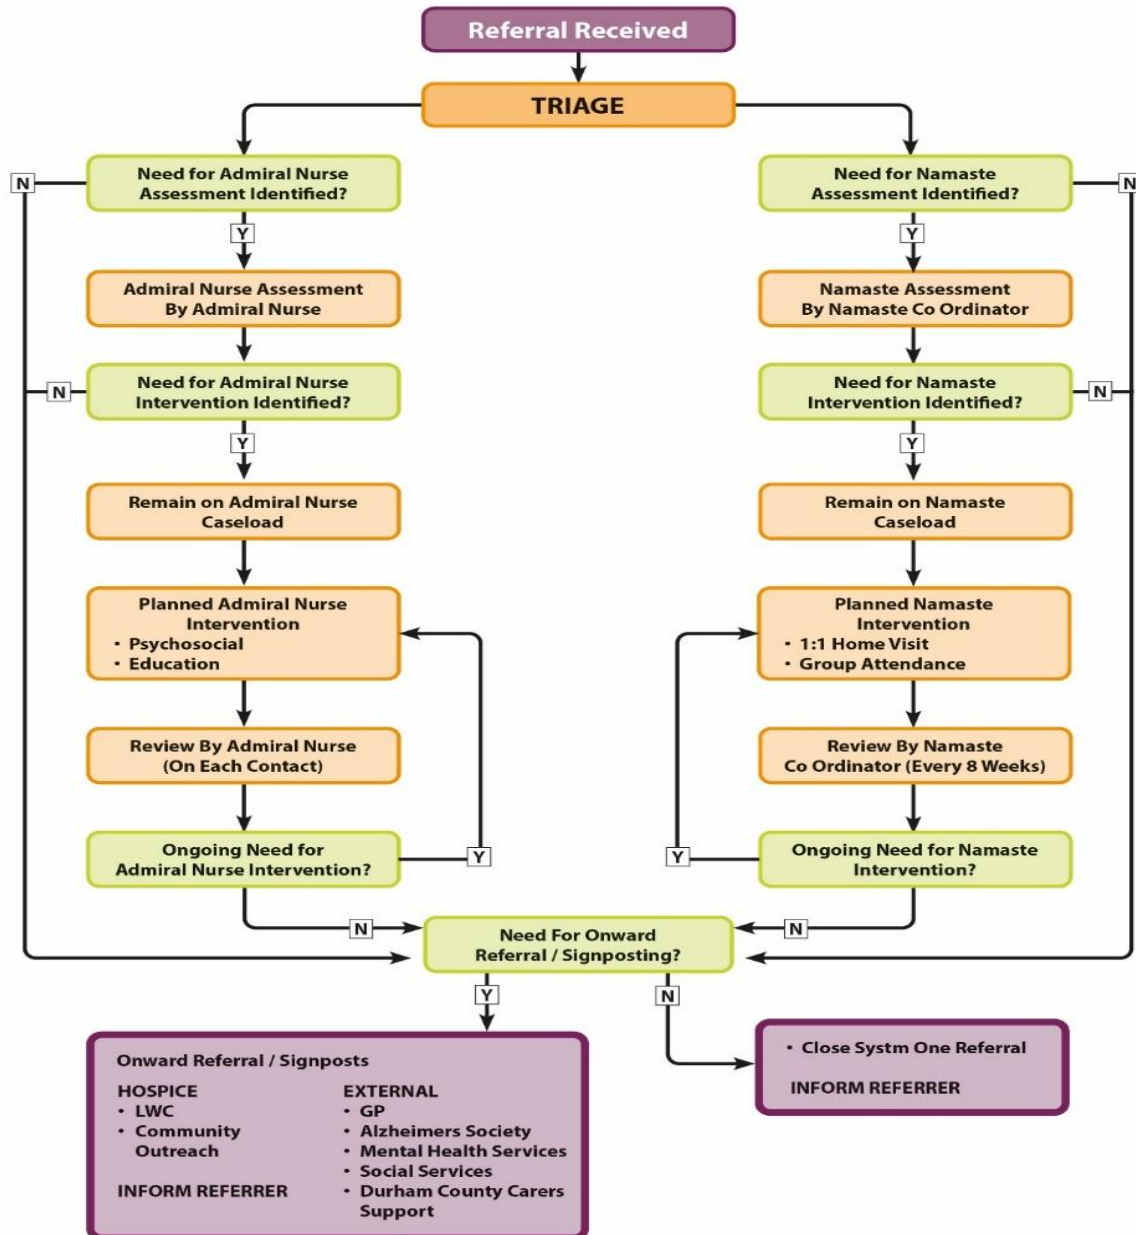 Referral Received
TRIAGE
Need for Admiral Nurse
Assessment Identified?
N
Y
Admiral Nurse Assessment
By Admiral Nurse
Need for Admiral Nurse
Intervention Identified?
N
Y
Remain on Admiral Nurse
Caseload
Planned Admiral Nurse
Intervention
• Psychosocial
• Education
Review By Admiral Nurse
(On Each Contact)
Ongoing Need for
Admiral Nurse Intervention?
Y
N
Need for Namaste
Assessment Identified?
N
Y
Namaste Assessment
By Namaste Co Ordinator
Need for Namaste
Intervention Identified?
N
Y
Remain on Namaste
Caseload
Planned Namaste
Intervention
• 1:1 Home Visit
• Group Attendance
Review By Namaste
Co Ordinator (Every 8 Weeks)
Ongoing Need for Namaste
Intervention?
Y
N
Need For Onward
Referral / Signposting?
Y
N
Onward Referral / Signposts
HOSPICE
• LWC
• Community
Outreach
INFORM REFERRER
EXTERNAL
• GP
• Alzheimers Society
• Mental Health Services
• Social Services
• Durham County Carers
Support
• Close Systm One Referral
INFORM REFERRER